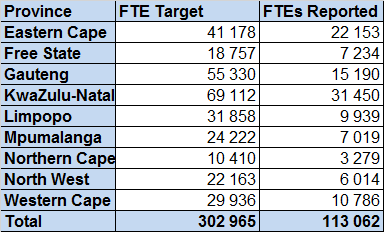 Province FTE Target FTEs Reported
Eastern Cape 41 178 22 153
Free State 18 757 7 234
Gauteng 55 330 15 190
KwaZulu-Natal 69 112 31 450
Limpopo 31 858 9 939
Mpumalanga 24 222 7 019
Northern Cape 10 410 3 279
North West 22 163 6 014
Western Cape 29 936 10 786
Total 302 965 113 062